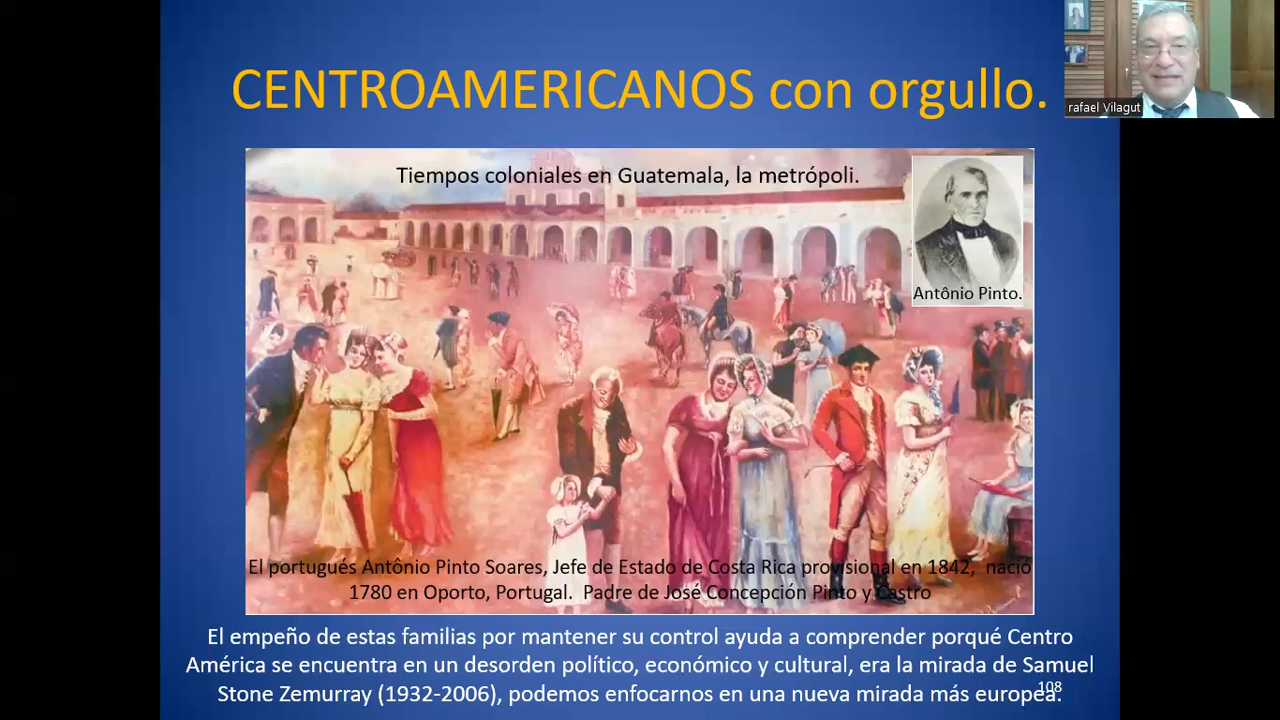 CENTROAMERICANOS con orgullo.
rafael Vilagut
Tiempos coloniales en Guatemala, la metrópoli.
Antônio Pinto.
El portugués Antônio Pinto Soares, Jefe de Estado de Costa Rica provisional en 1842, nació
1780 en Oporto, Portugal. Padre de José Concepción Pinto y Castro
El empeño de estas familias por mantener su control ayuda a comprender porqué Centro
América se encuentra en un desorden político, económico y cultural, era la mirada de Samuel
Stone Zemurray (1932-2006), podemos enfocarnos en una nueva mirada más europea.
108